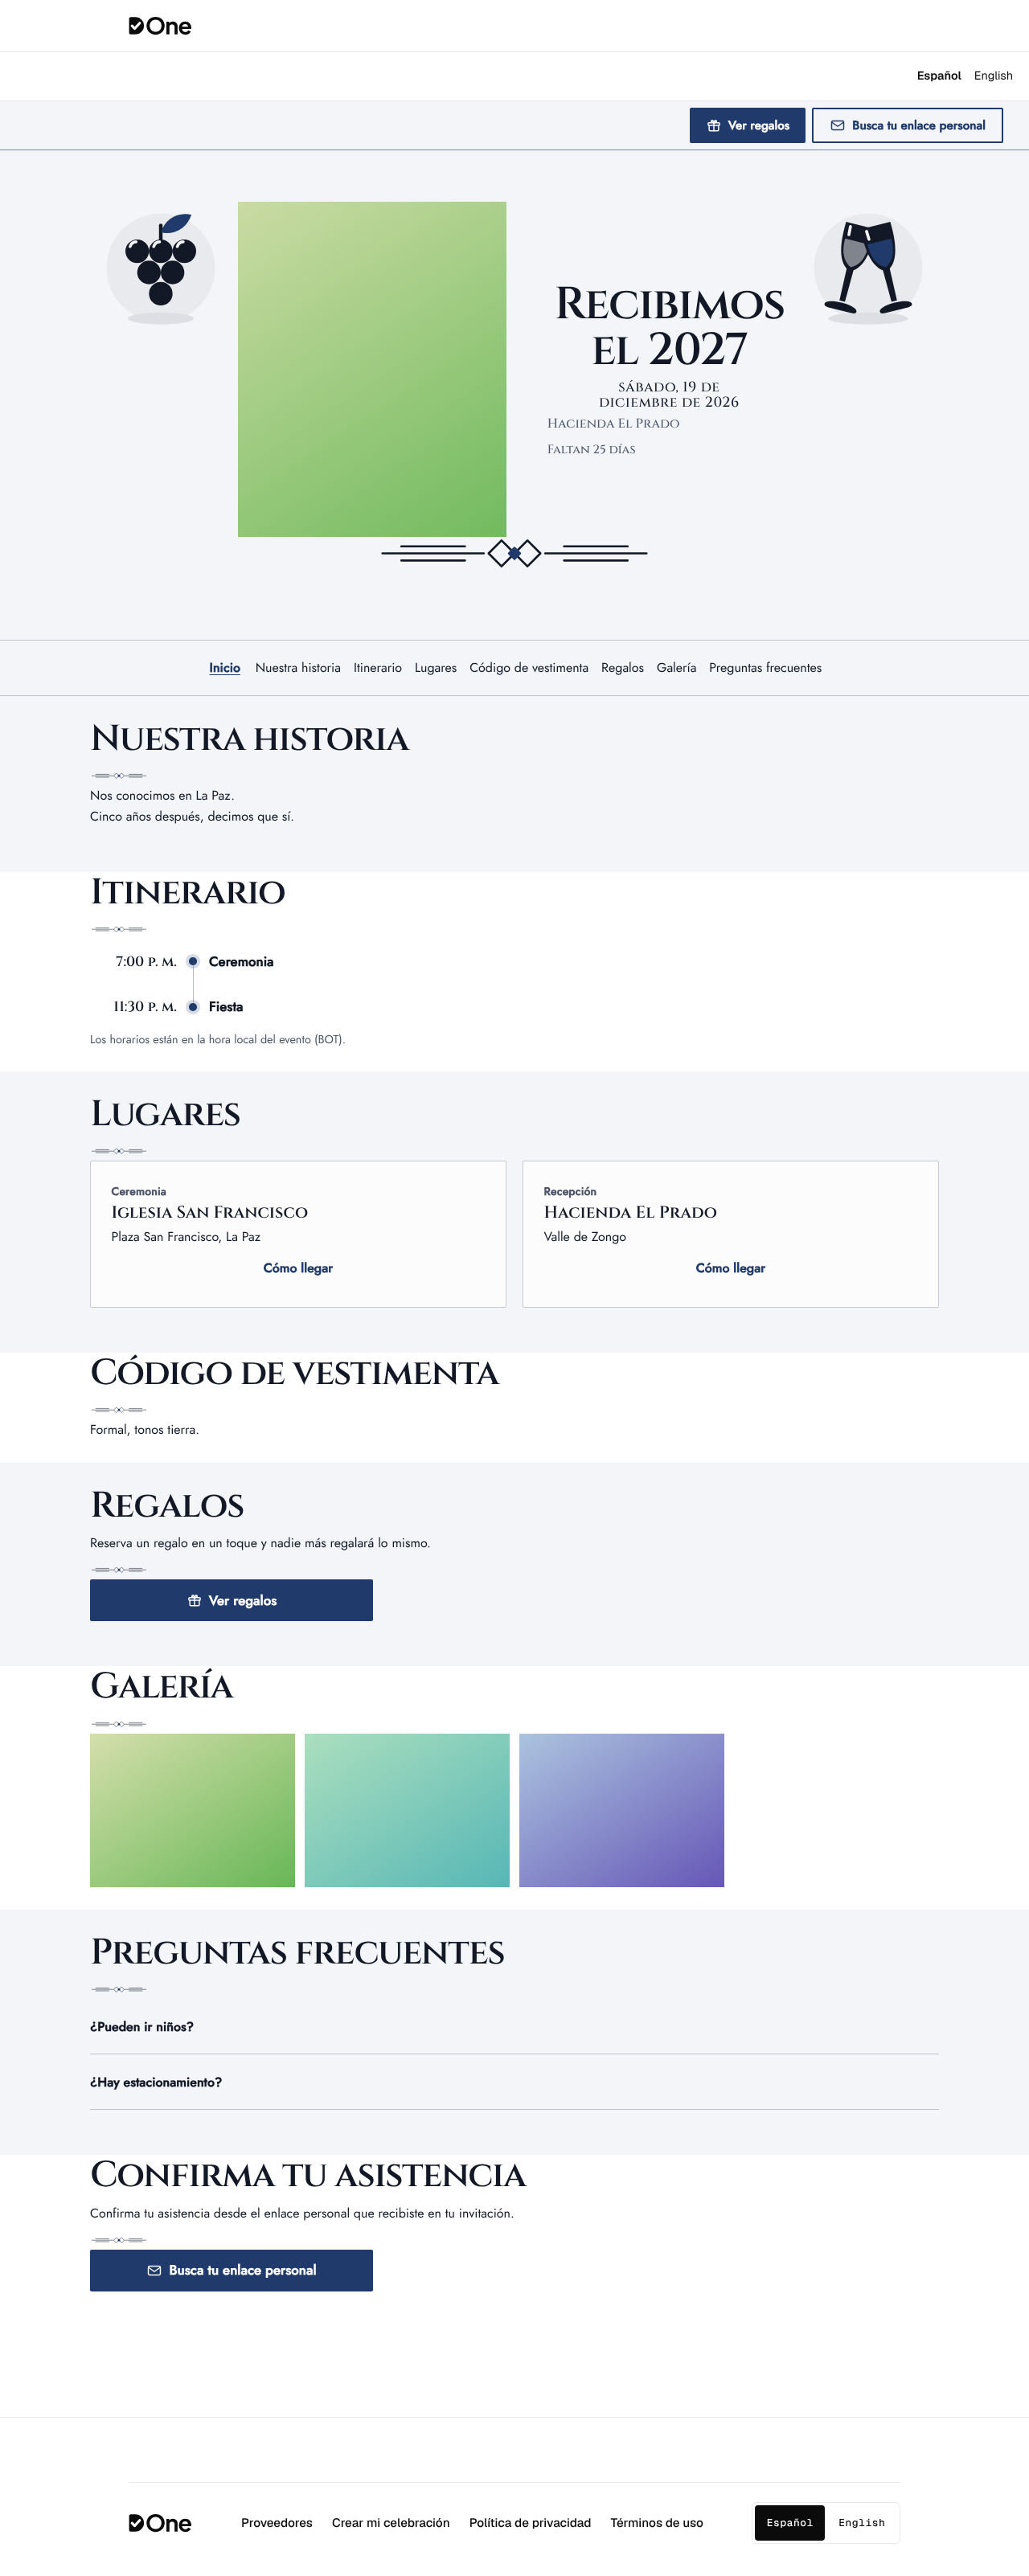 DOne
Español English
Ver regalos Busca tu enlace personal
Recibimos
el 2027
sábado, 19 de
diciembre de 2026
Hacienda El Prado
Faltan 25 días
Inicio Nuestra historia Itinerario Lugares Código de vestimenta Regalos Galería Preguntas frecuentes
Nuestra historia
Nos conocimos en La Paz.
Cinco años después, decimos que sí.
Itinerario
7:00 p. m. Ceremonia
11:30 p. m. Fiesta
Los horarios están en la hora local del evento (BOT).
Lugares
Ceremonia
Iglesia San Francisco
Plaza San Francisco, La Paz
Cómo llegar
Recepción
Hacienda El Prado
Valle de Zongo
Cómo llegar
Código de vestimenta
Formal, tonos tierra.
Regalos
Reserva un regalo en un toque y nadie más regalará lo mismo.
Ver regalos
Galería
Preguntas frecuentes
¿Pueden ir niños?
¿Hay estacionamiento?
Confirma tu asistencia
Confirma tu asistencia desde el enlace personal que recibiste en tu invitación.
Busca tu enlace personal
DOne Proveedores Crear mi celebración Política de privacidad Términos de uso Español English